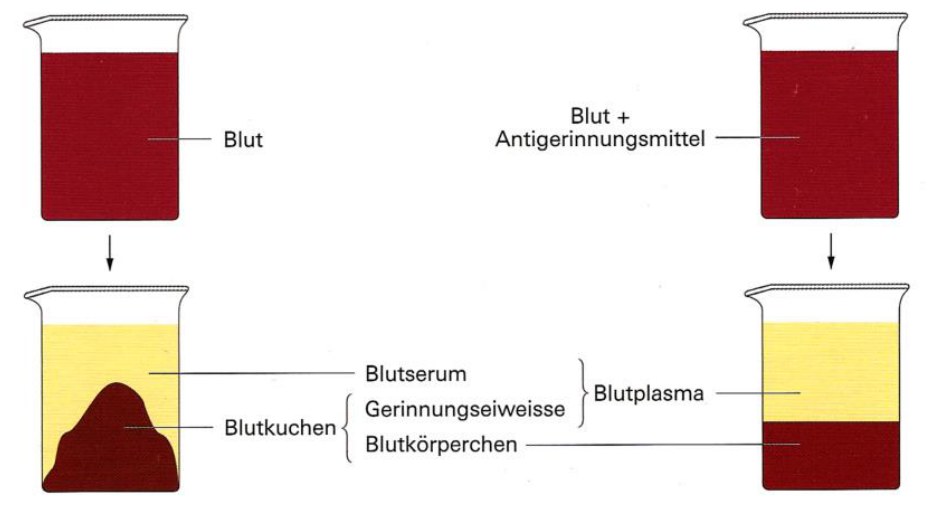 Blut
Blut +
Antigerinnungsmittel
Blutserum
Gerinnungseiweisse
Blutplasma
Blutkuchen
Blutkörperchen